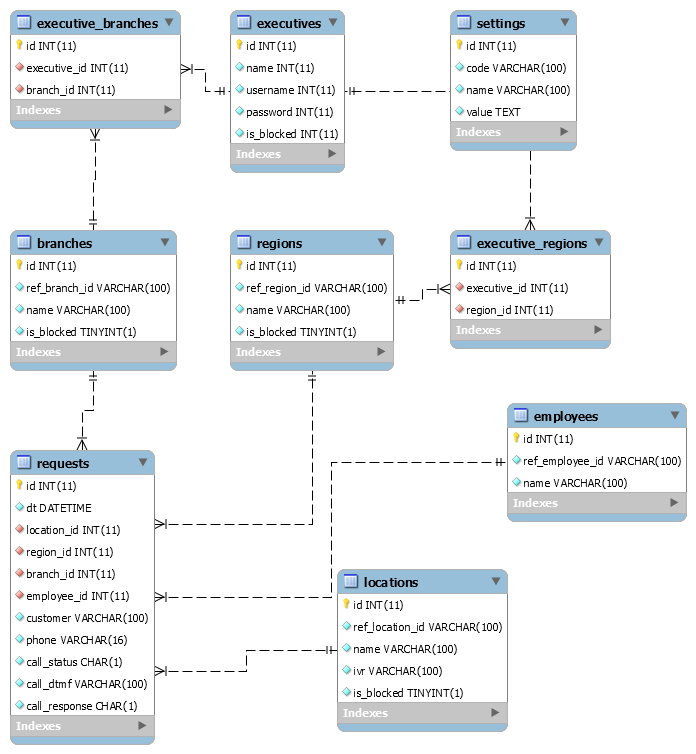 executive_branches
id INT(11)
executive_id INT(11)
branch_id INT(11)
Indexes
executives
id INT(11)
name INT(11)
username INT(11)
password INT(11)
is_blocked INT(11)
Indexes
settings
id INT(11)
code VARCHAR(100)
name VARCHAR(100)
value TEXT
Indexes
branches
id INT(11)
ref_branch_id VARCHAR(100)
name VARCHAR(100)
is_blocked TINYINT(1)
Indexes
regions
id INT(11)
ref_region_id VARCHAR(100)
name VARCHAR(100)
is_blocked TINYINT(1)
Indexes
executive_regions
id INT(11)
executive_id INT(11)
region_id INT(11)
Indexes
employees
id INT(11)
ref_employee_id VARCHAR(100)
name VARCHAR(100)
Indexes
requests
id INT(11)
dt DATETIME
location_id INT(11)
region_id INT(11)
branch_id INT(11)
employee_id INT(11)
customer VARCHAR(100)
phone VARCHAR(16)
call_status CHAR(1)
call_dtmf VARCHAR(100)
call_response CHAR(1)
Indexes
locations
id INT(11)
ref_location_id VARCHAR(100)
name VARCHAR(100)
ivr VARCHAR(100)
is_blocked TINYINT(1)
Indexes